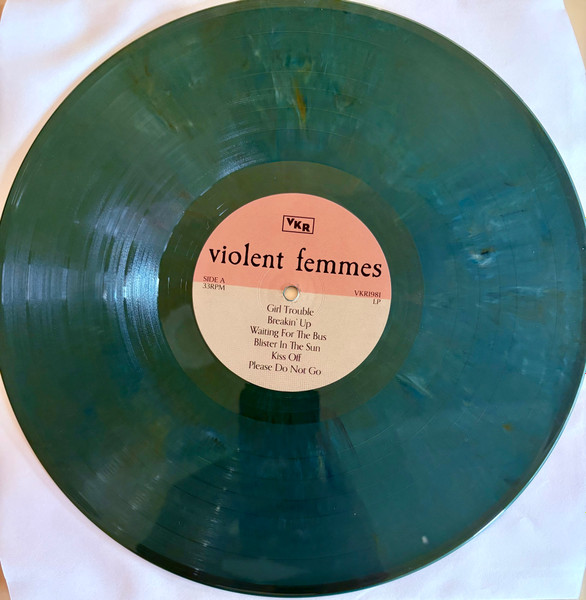 VKR
violent femmes
SIDE A
33RPM
VKR1981
LP
Girl Trouble
Breakin' Up
Waiting For The Bus
Blister In The Sun
Kiss Off
Please Do Not Go